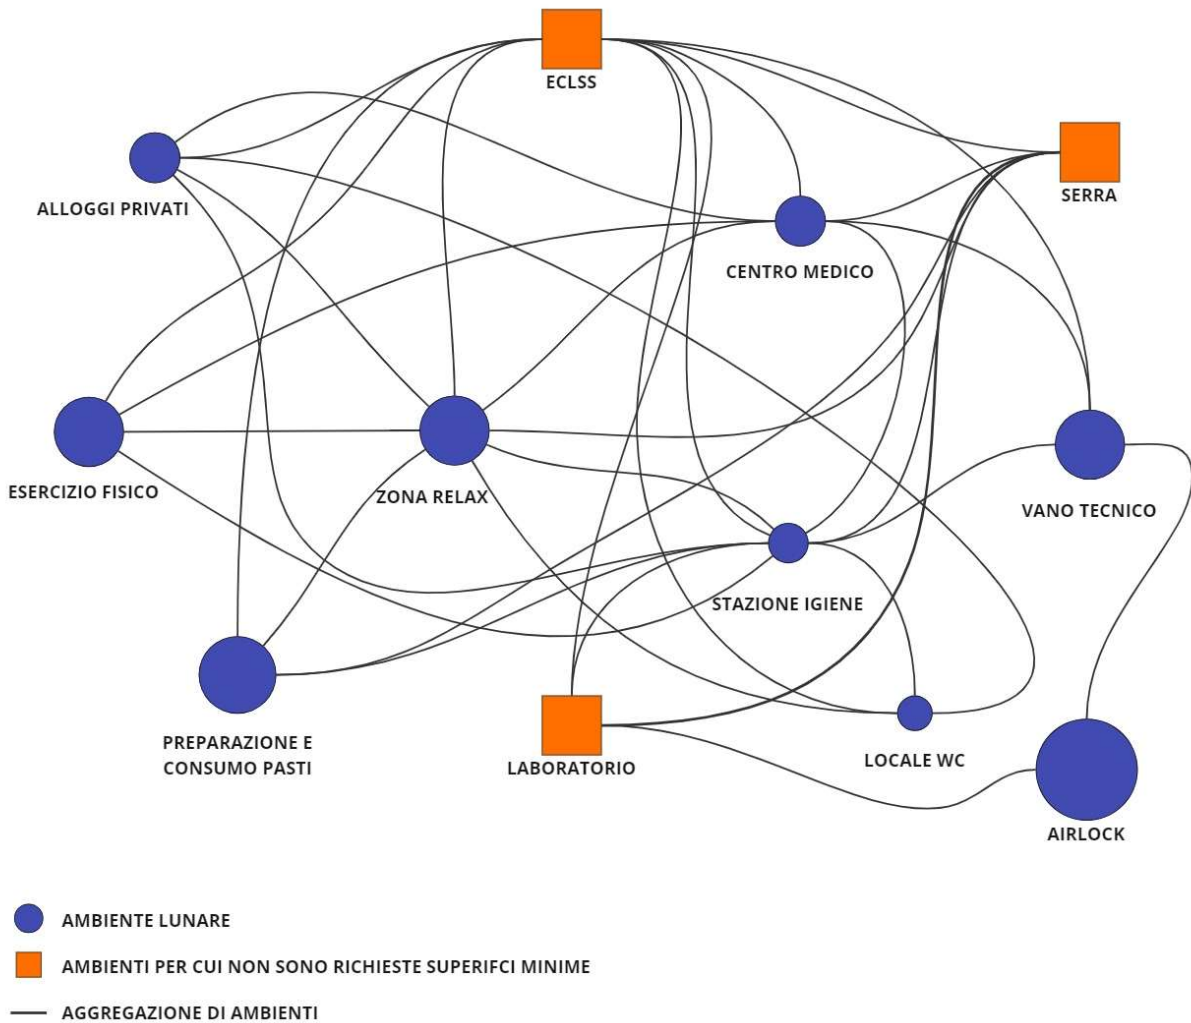 ECLSS
SERRA
ALLOGGI PRIVATI
CENTRO MEDICO
ESERCIZIO FISICO
ZONA RELAX
VANO TECNICO
STAZIONE IGIENE
PREPARAZIONE E
CONSUMO PASTI
LABORATORIO
LOCALE WC
AIRLOCK
AMBIENTE LUNARE
AMBIENTI PER CUI NON SONO RICHIESTE SUPERIFCI MINIME
AGGREGAZIONE DI AMBIENTI